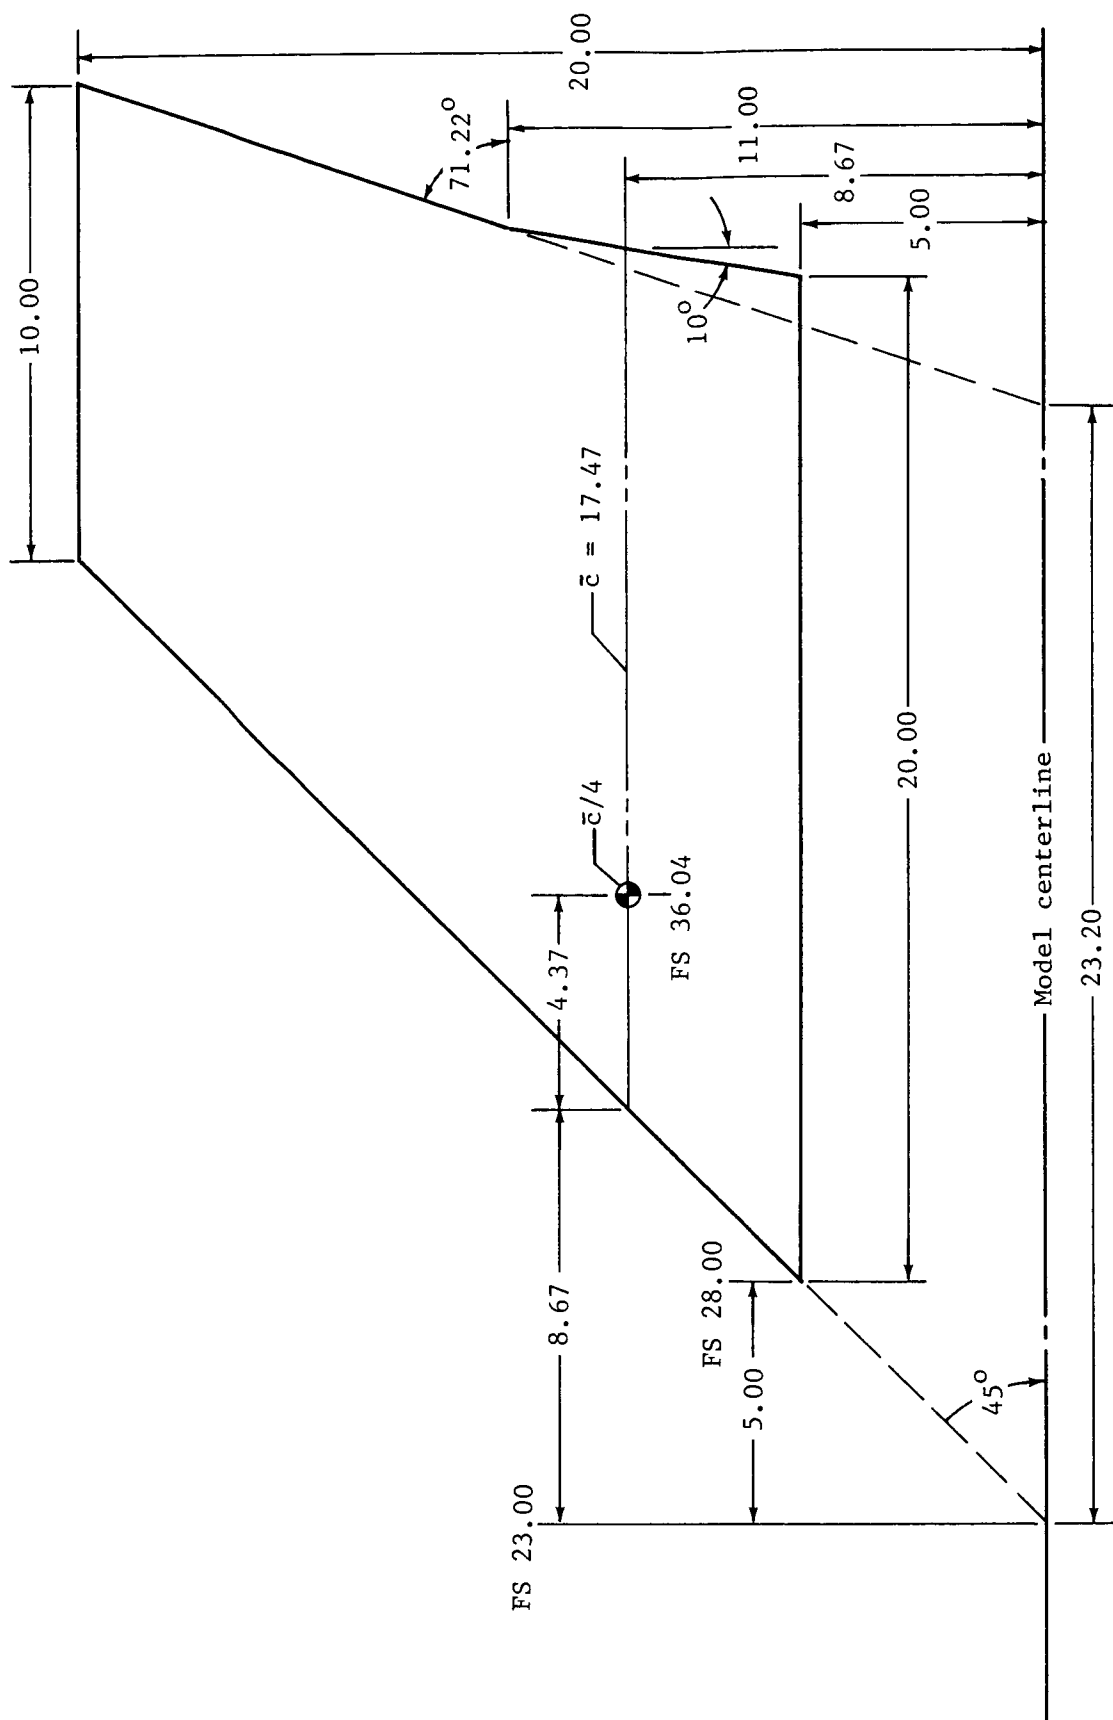 10.00
20.00
71.22°
11.00
8.67
5.00
10°
c̄ = 17.47
c̄/4
4.37
FS 36.04
20.00
8.67
FS 28.00
5.00
FS 23.00
45°
Model centerline
23.20